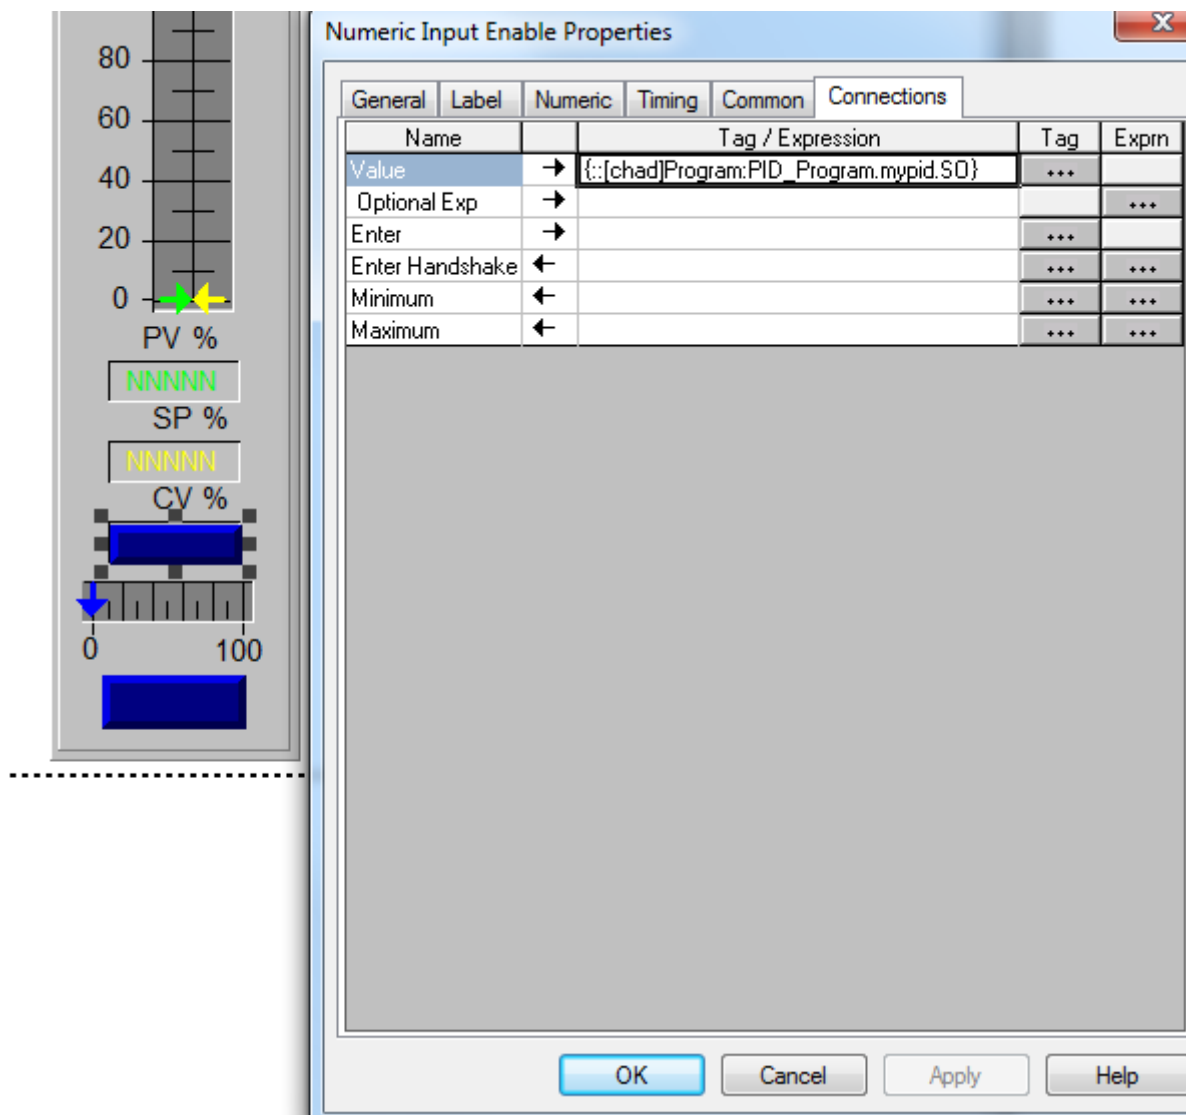 80
60
40
20
0
PV %
NNNNN
SP %
NNNNN
CV %
0 100
Numeric Input Enable Properties
General Label Numeric Timing Common Connections
Name Tag / Expression Tag Exprn
Value {::[chad]Program:PID_Program.mypid.SO} ...
Optional Exp ...
Enter ...
Enter Handshake ... ...
Minimum ... ...
Maximum ... ...
OK Cancel Apply Help